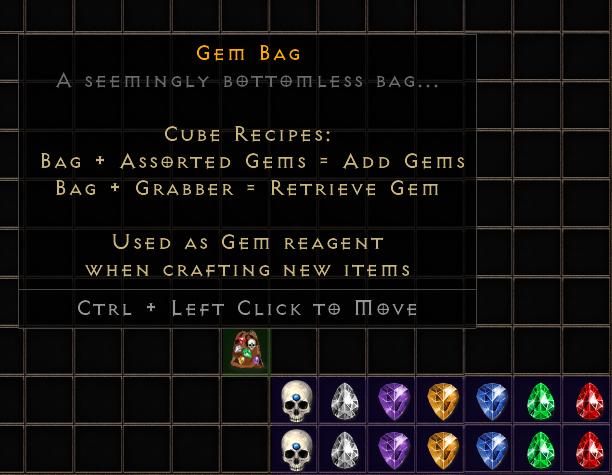 Gem Bag
A seemingly bottomless bag...
Cube Recipes:
Bag + Assorted Gems = Add Gems
Bag + Grabber = Retrieve Gem
Used as Gem reagent
when crafting new items
Ctrl + Left Click to Move